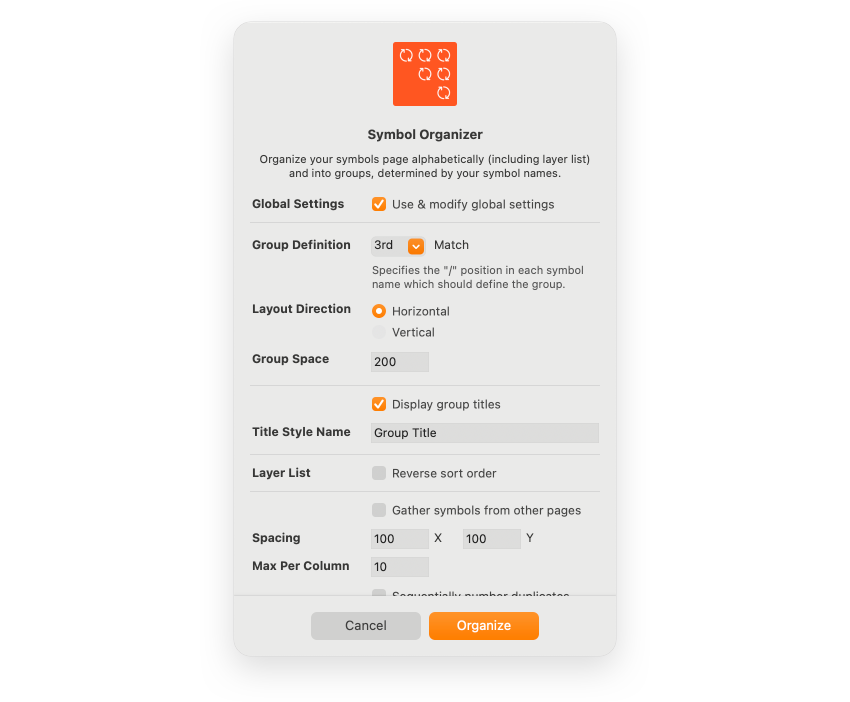 Symbol Organizer
Organize your symbols page alphabetically (including layer list)
and into groups, determined by your symbol names.
Global Settings
Use & modify global settings
Group Definition
3rd
Match
Specifies the "/" position in each symbol
name which should define the group.
Layout Direction
Horizontal
Vertical
Group Space
200
Display group titles
Title Style Name
Group Title
Layer List
Reverse sort order
Gather symbols from other pages
Spacing
100
X
100
Y
Max Per Column
10
Sequentially number duplicates
Cancel
Organize